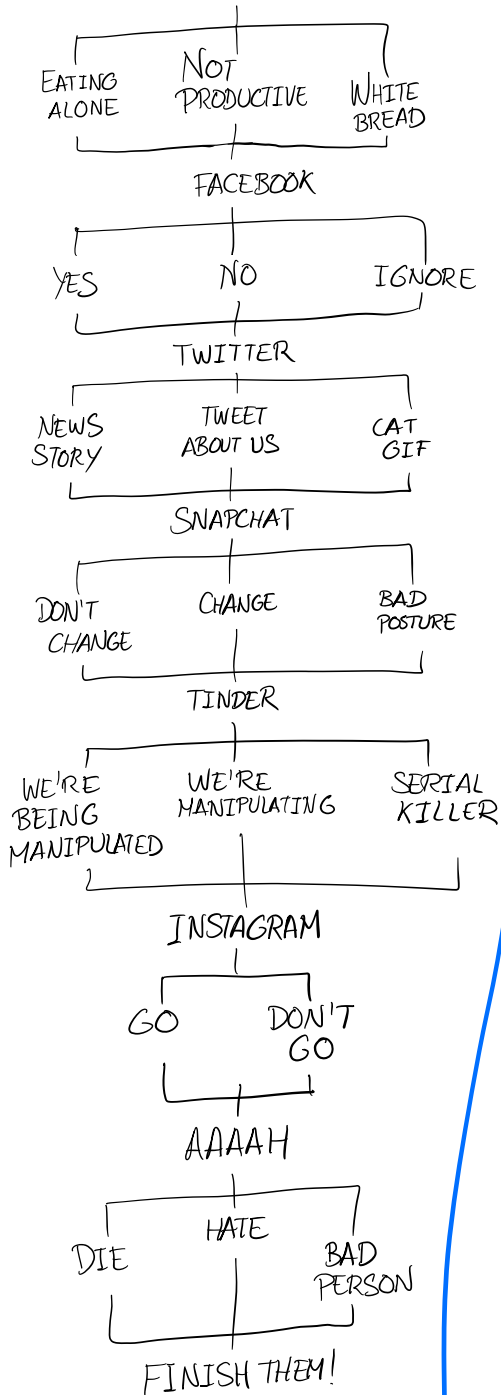 EATING
ALONE
NOT
PRODUCTIVE
WHITE
BREAD
FACEBOOK
YES
NO
IGNORE
TWITTER
NEWS
STORY
TWEET
ABOUT US
CAT
GIF
SNAPCHAT
DON'T
CHANGE
CHANGE
BAD
POSTURE
TINDER
WE'RE
BEING
MANIPULATED
WE'RE
MANIPULATING
SERIAL
KILLER
INSTAGRAM
GO
DON'T
GO
AAAAH
DIE
HATE
BAD
PERSON
FINISH THEM!